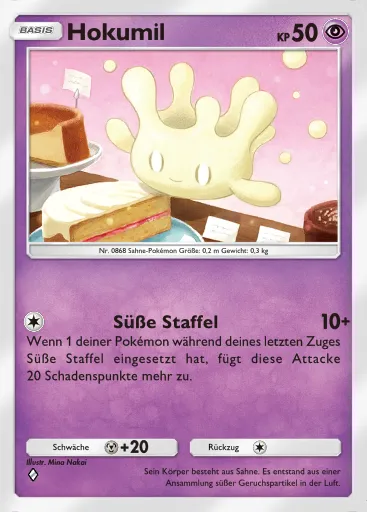 BASIS Hokumil KP 50
Nr. 0868 Sahne-Pokémon Größe: 0,2 m Gewicht: 0,3 kg
Süße Staffel 10+
Wenn 1 deiner Pokémon während deines letzten Zuges
Süße Staffel eingesetzt hat, fügt diese Attacke
20 Schadenspunkte mehr zu.
Schwäche +20 Rückzug
Illustr. Mina Nakai
Sein Körper besteht aus Sahne. Es entstand aus einer
Ansammlung süßer Geruchspartikel in der Luft.